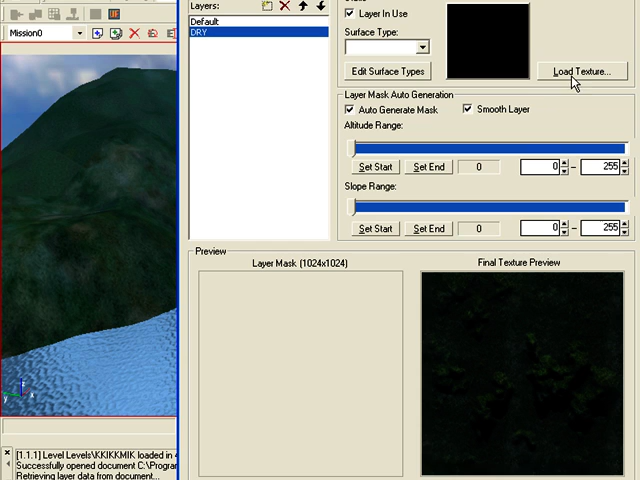 Layers:
Default
DRY
Layer In Use
Surface Type:
Edit Surface Types
Load Texture...
Layer Mask Auto Generation
Auto Generate Mask
Smooth Layer
Altitude Range:
Set Start
Set End
0
0
-
255
Slope Range:
Set Start
Set End
0
0
-
255
Preview
Layer Mask (1024x1024)
Final Texture Preview
Mission0
z
y
x
[1.1.1] Level Levels\KKIKKMIK loaded in
Successfully opened document C:\Progra
Retrieving layer data from document...